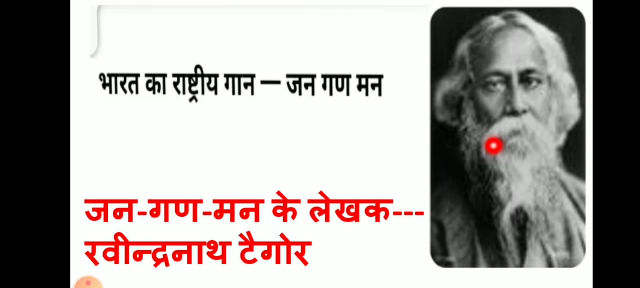 भारत का राष्ट्रीय गान — जन गण मन
जन-गण-मन के लेखक---
रवीन्द्रनाथ टैगोर